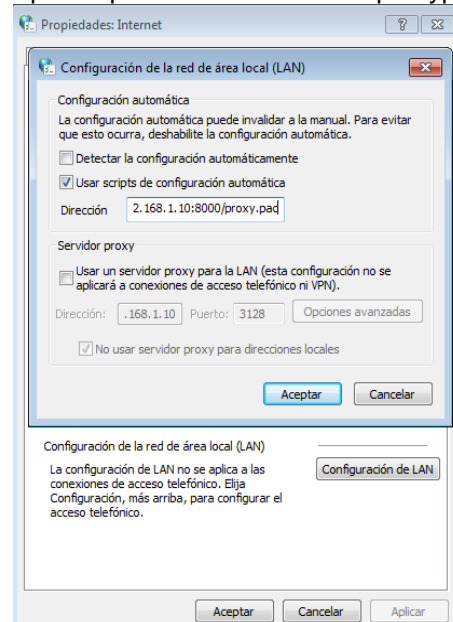 Propiedades: Internet
Configuración de la red de área local (LAN)
Configuración automática
La configuración automática puede invalidar a la manual. Para evitar
que esto ocurra, deshabilite la configuración automática.
Detectar la configuración automáticamente
Usar scripts de configuración automática
Dirección 2.168.1.10:8000/proxy.pac
Servidor proxy
Usar un servidor proxy para la LAN (esta configuración no se
aplicará a conexiones de acceso telefónico ni VPN).
Dirección: .168.1.10 Puerto: 3128 Opciones avanzadas
No usar servidor proxy para direcciones locales
Aceptar Cancelar
Configuración de la red de área local (LAN)
La configuración de LAN no se aplica a las
conexiones de acceso telefónico. Elija
Configuración, más arriba, para configurar el
acceso telefónico.
Configuración de LAN
Aceptar Cancelar Aplicar